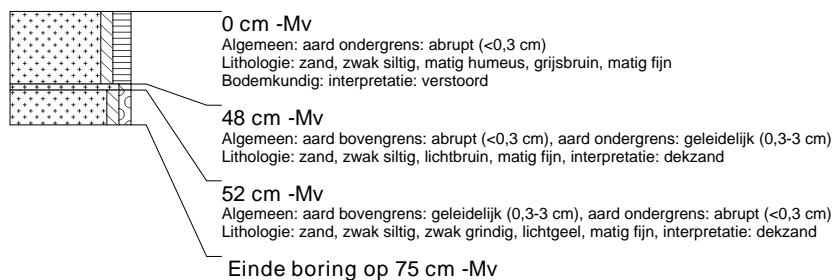 0 cm -Mv
Algemeen: aard ondergrens: abrupt (<0,3 cm)
Lithologie: zand, zwak siltig, matig humeus, grijsbruin, matig fijn
Bodemkundig: interpretatie: verstoord
48 cm -Mv
Algemeen: aard bovengrens: abrupt (<0,3 cm), aard ondergrens: geleidelijk (0,3-3 cm)
Lithologie: zand, zwak siltig, lichtbruin, matig fijn, interpretatie: dekzand
52 cm -Mv
Algemeen: aard bovengrens: geleidelijk (0,3-3 cm), aard ondergrens: abrupt (<0,3 cm)
Lithologie: zand, zwak siltig, zwak grindig, lichtgeel, matig fijn, interpretatie: dekzand
Einde boring op 75 cm -Mv